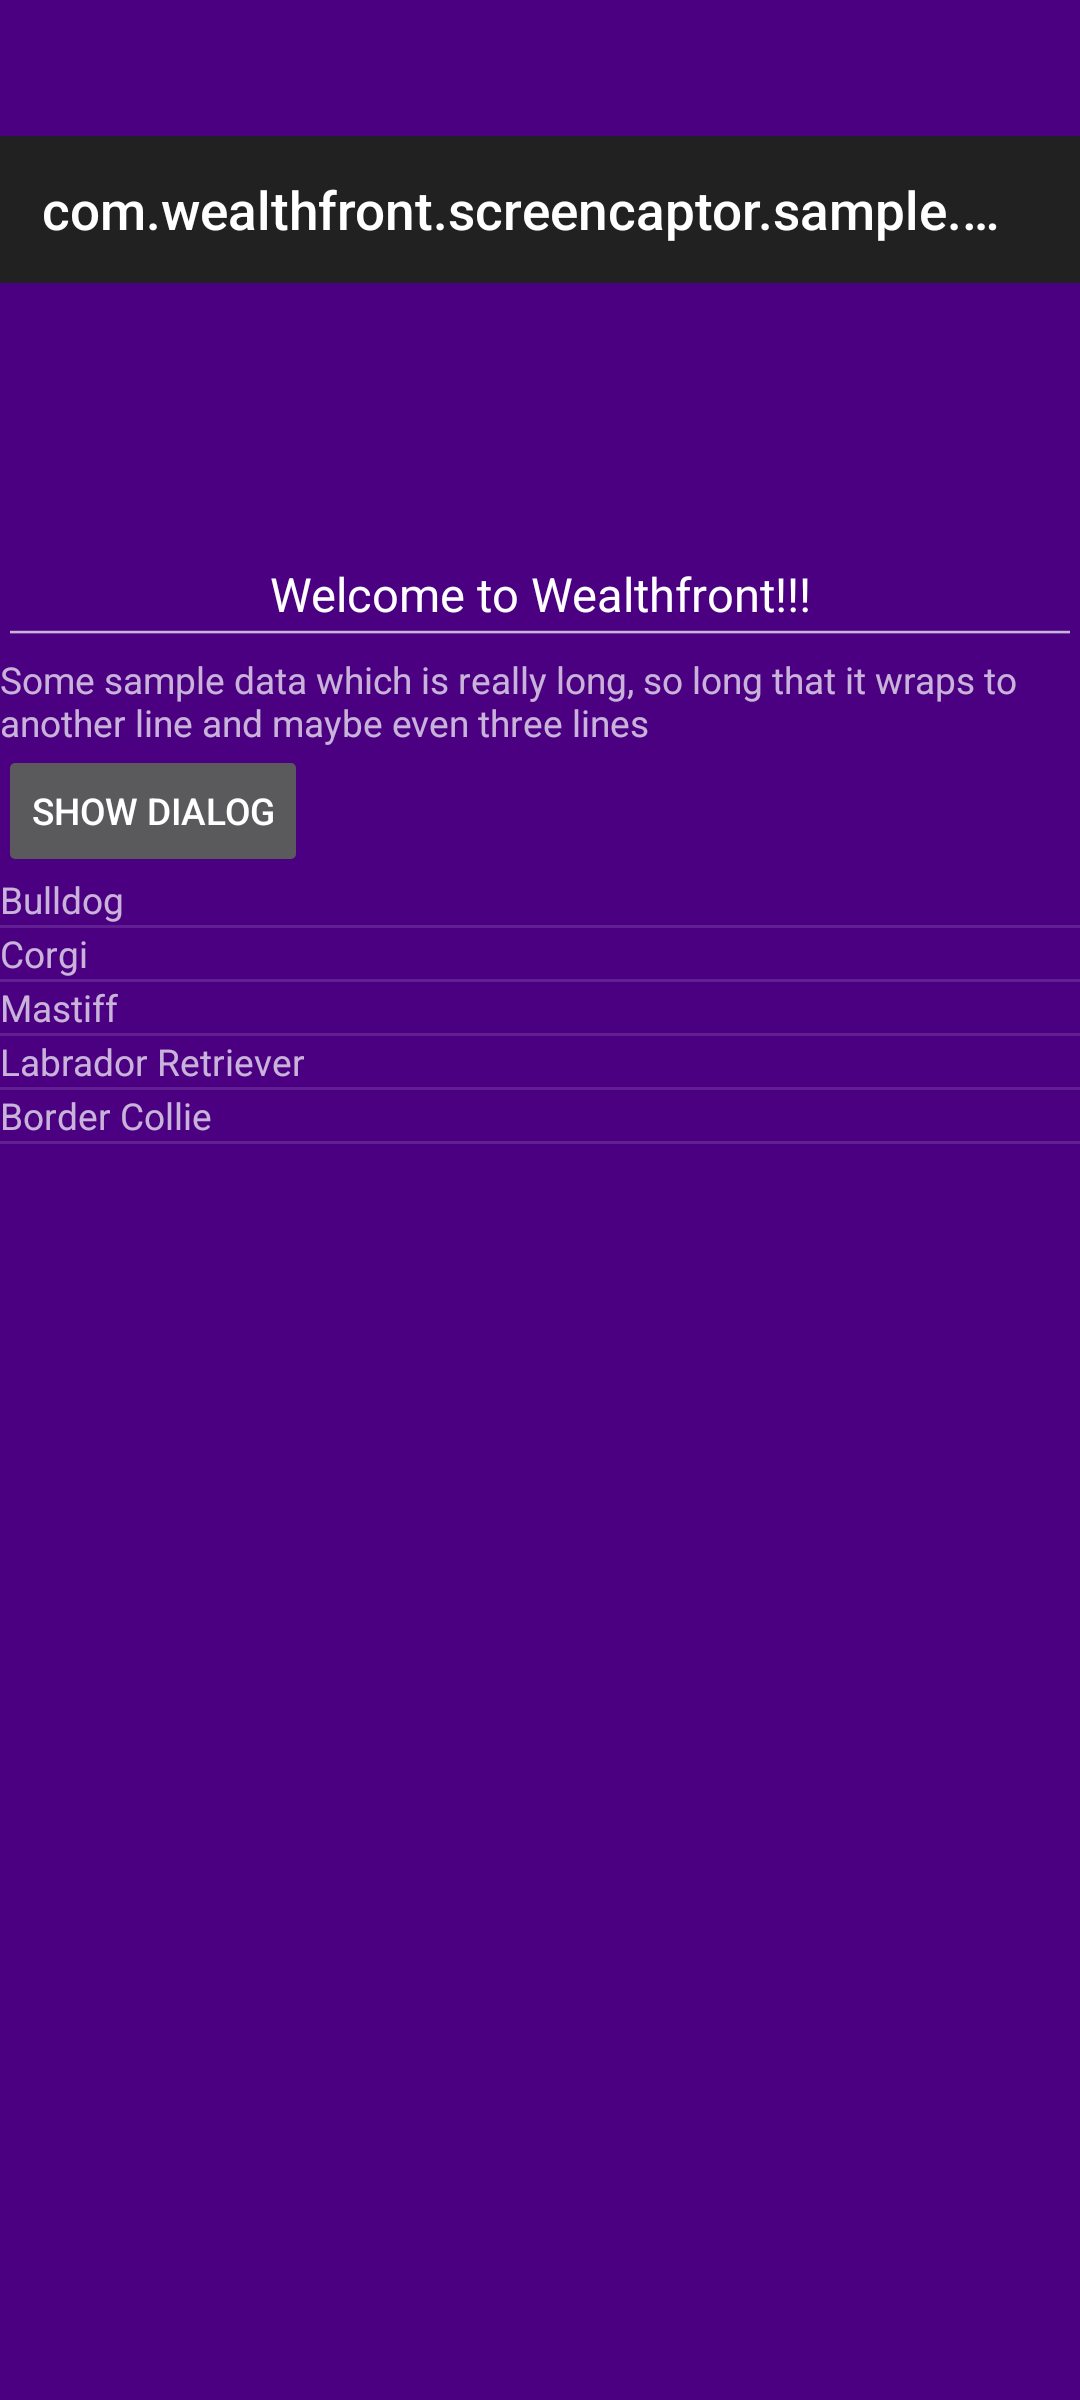 com.wealthfront.screencaptor.sample.…
Welcome to Wealthfront!!!
Some sample data which is really long, so long that it wraps to
another line and maybe even three lines
SHOW DIALOG
Bulldog
Corgi
Mastiff
Labrador Retriever
Border Collie